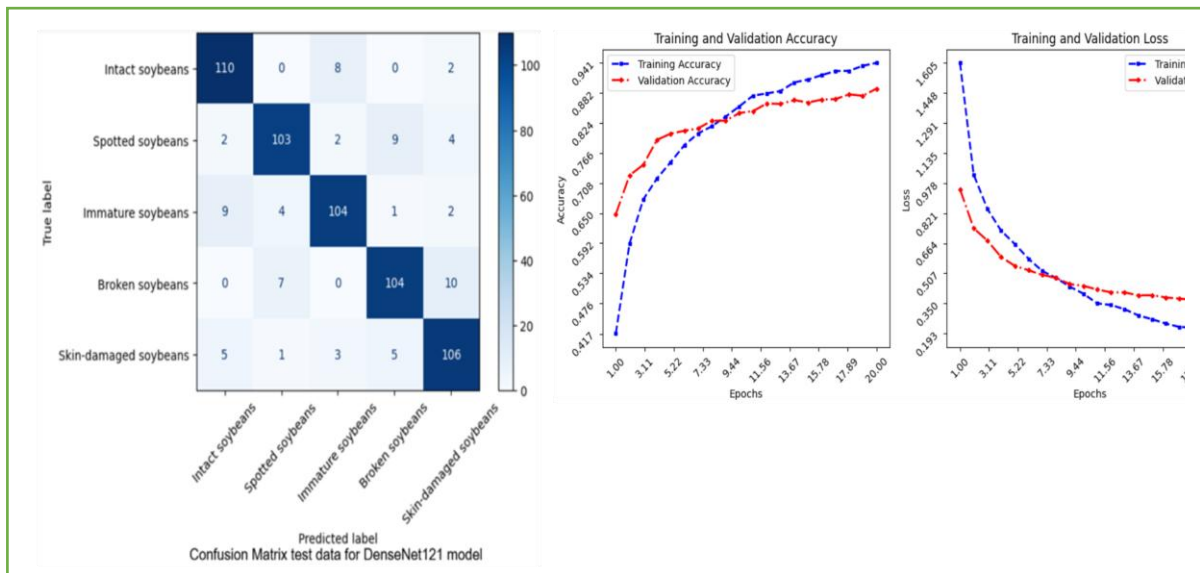 Intact soybeans
110 0 8 0 2
Spotted soybeans
2 103 2 9 4
Immature soybeans
9 4 104 1 2
Broken soybeans
0 7 0 104 10
Skin-damaged soybeans
5 1 3 5 106
True label
Intact soybeans
Spotted soybeans
Immature soybeans
Broken soybeans
Skin-damaged soybeans
Predicted label
Confusion Matrix test data for DenseNet121 model
100
80
60
40
20
0
Training and Validation Accuracy
Training Accuracy
Validation Accuracy
Accuracy
0.941
0.882
0.824
0.766
0.708
0.650
0.592
0.534
0.476
0.417
1.00 3.11 5.22 7.33 9.44 11.56 13.67 15.78 17.89 20.00
Epochs
Training and Validation Loss
Training
Validat
Loss
1.605
1.448
1.291
1.135
0.978
0.821
0.664
0.507
0.350
0.193
1.00 3.11 5.22 7.33 9.44 11.56 13.67 15.78
Epochs